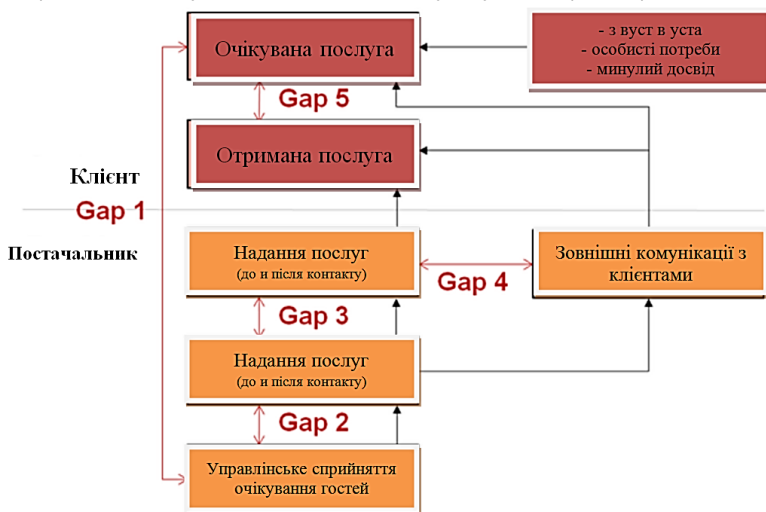 Очікувана послуга
- з вуст в уста
- особисті потреби
- минулий досвід
Gap 5
Отримана послуга
Клієнт
Gap 1
Постачальник
Надання послуг
(до и після контакту)
Gap 4
Зовнішні комунікації з
клієнтами
Gap 3
Надання послуг
(до и після контакту)
Gap 2
Управлінське сприйняття
очікування гостей